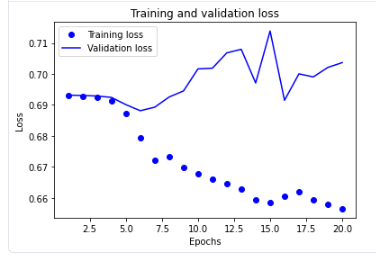 Training and validation loss
Training loss
Validation loss
0.71
0.70
0.69
0.68
0.67
0.66
Loss
2.5 5.0 7.5 10.0 12.5 15.0 17.5 20.0
Epochs